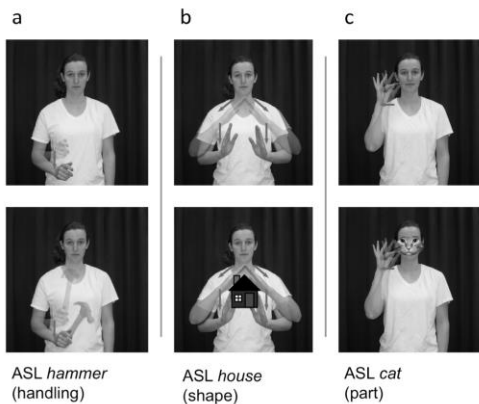 a
b
c
ASL hammer
(handling)
ASL house
(shape)
ASL cat
(part)